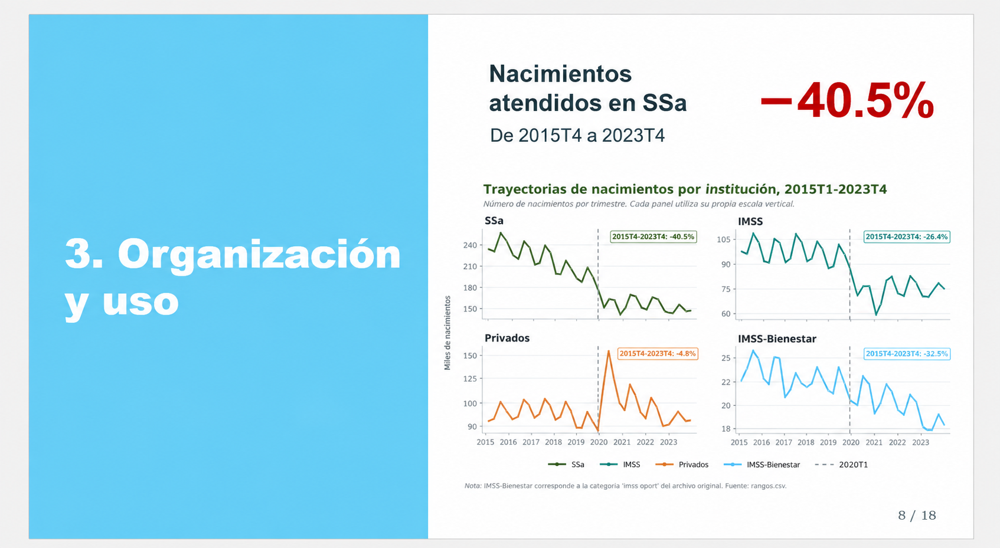 3. Organización
y uso
Nacimientos
atendidos en SSa
De 2015T4 a 2023T4
−40.5%
Trayectorias de nacimientos por institución, 2015T1-2023T4
Número de nacimientos por trimestre. Cada panel utiliza su propia escala vertical.
Miles de nacimientos
SSa
2015T4-2023T4: -40.5%
240
210
180
150
IMSS
2015T4-2023T4: -26.4%
105
90
75
60
Privados
2015T4-2023T4: -4.8%
150
125
100
90
2015 2016 2017 2018 2019 2020 2021 2022 2023
IMSS-Bienestar
2015T4-2023T4: -32.5%
25
22
20
18
2015 2016 2017 2018 2019 2020 2021 2022 2023
SSa IMSS Privados IMSS-Bienestar 2020T1
Nota: IMSS-Bienestar corresponde a la categoría 'imss oport' del archivo original. Fuente: rangos.csv.
8 / 18